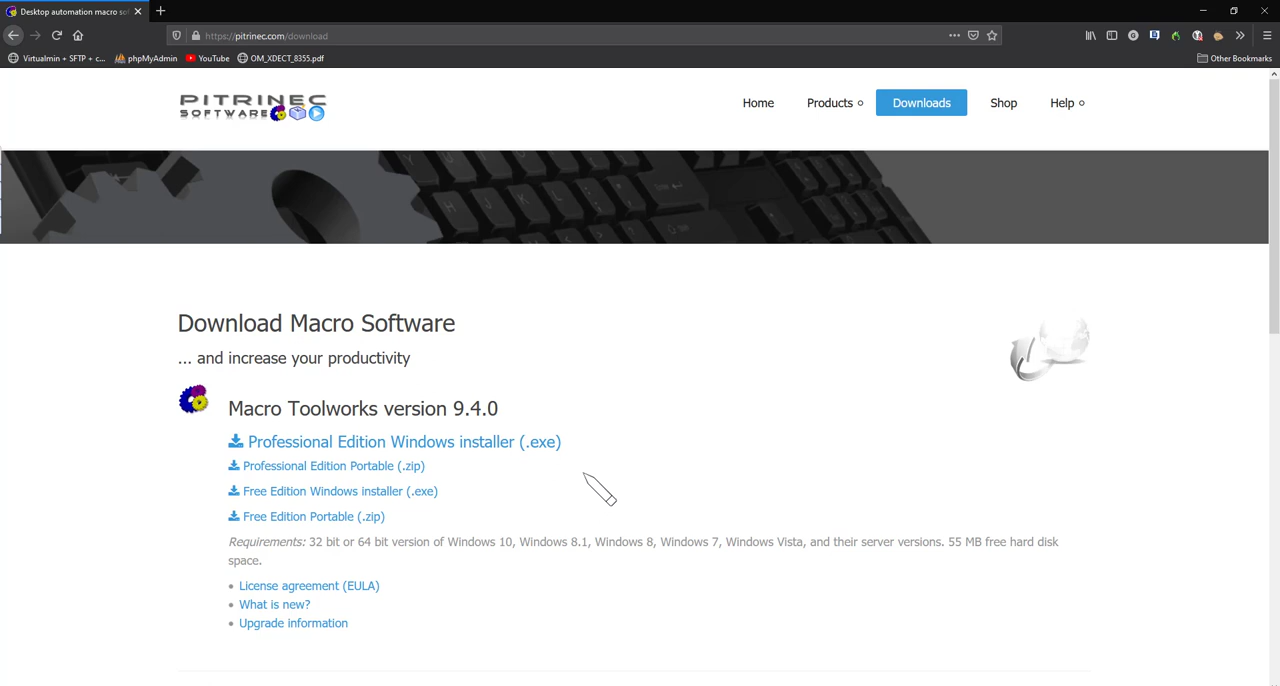 Desktop automation macro sof
https://pitrinec.com/download
Virtualmin + SFTP + c... phpMyAdmin YouTube OM_XDECT_8355.pdf Other Bookmarks
PITRINEC
SOFTWARE
Home Products Downloads Shop Help
Download Macro Software
... and increase your productivity
Macro Toolworks version 9.4.0
Professional Edition Windows installer (.exe)
Professional Edition Portable (.zip)
Free Edition Windows installer (.exe)
Free Edition Portable (.zip)
Requirements: 32 bit or 64 bit version of Windows 10, Windows 8.1, Windows 8, Windows 7, Windows Vista, and their server versions. 55 MB free hard disk
space.
• License agreement (EULA)
• What is new?
• Upgrade information